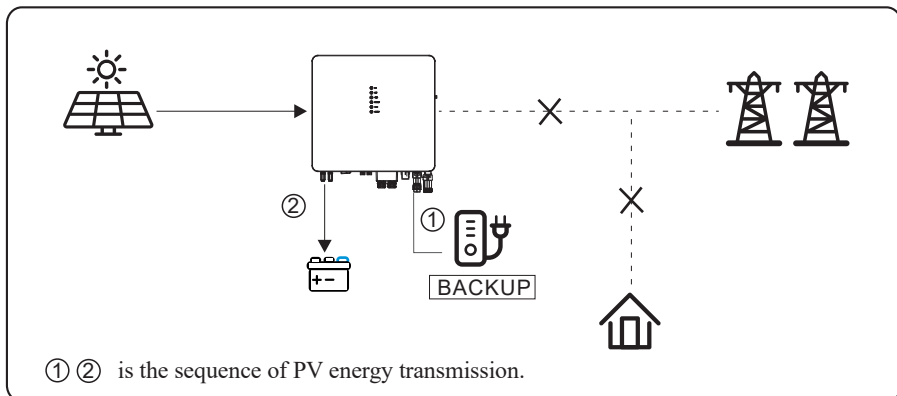 ②
①
+ -
BACKUP
① ② is the sequence of PV energy transmission.